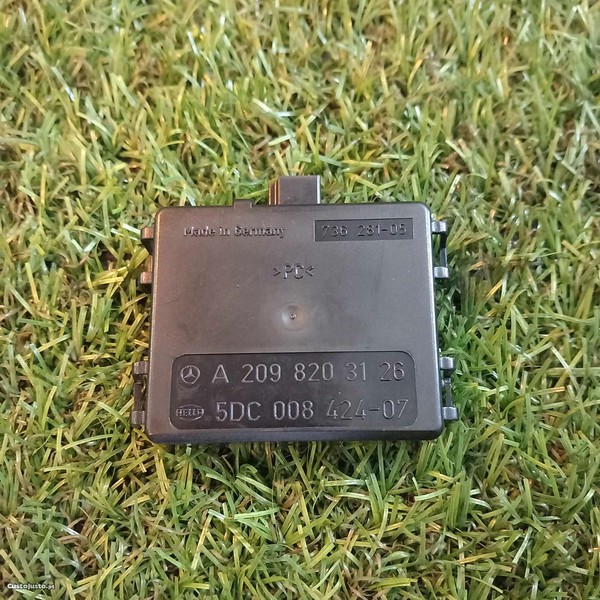 Made in Germany 736 281-05
>PC<
A 209 820 31 26
HELLA 5DC 008 424-07
CustoJusto.pt